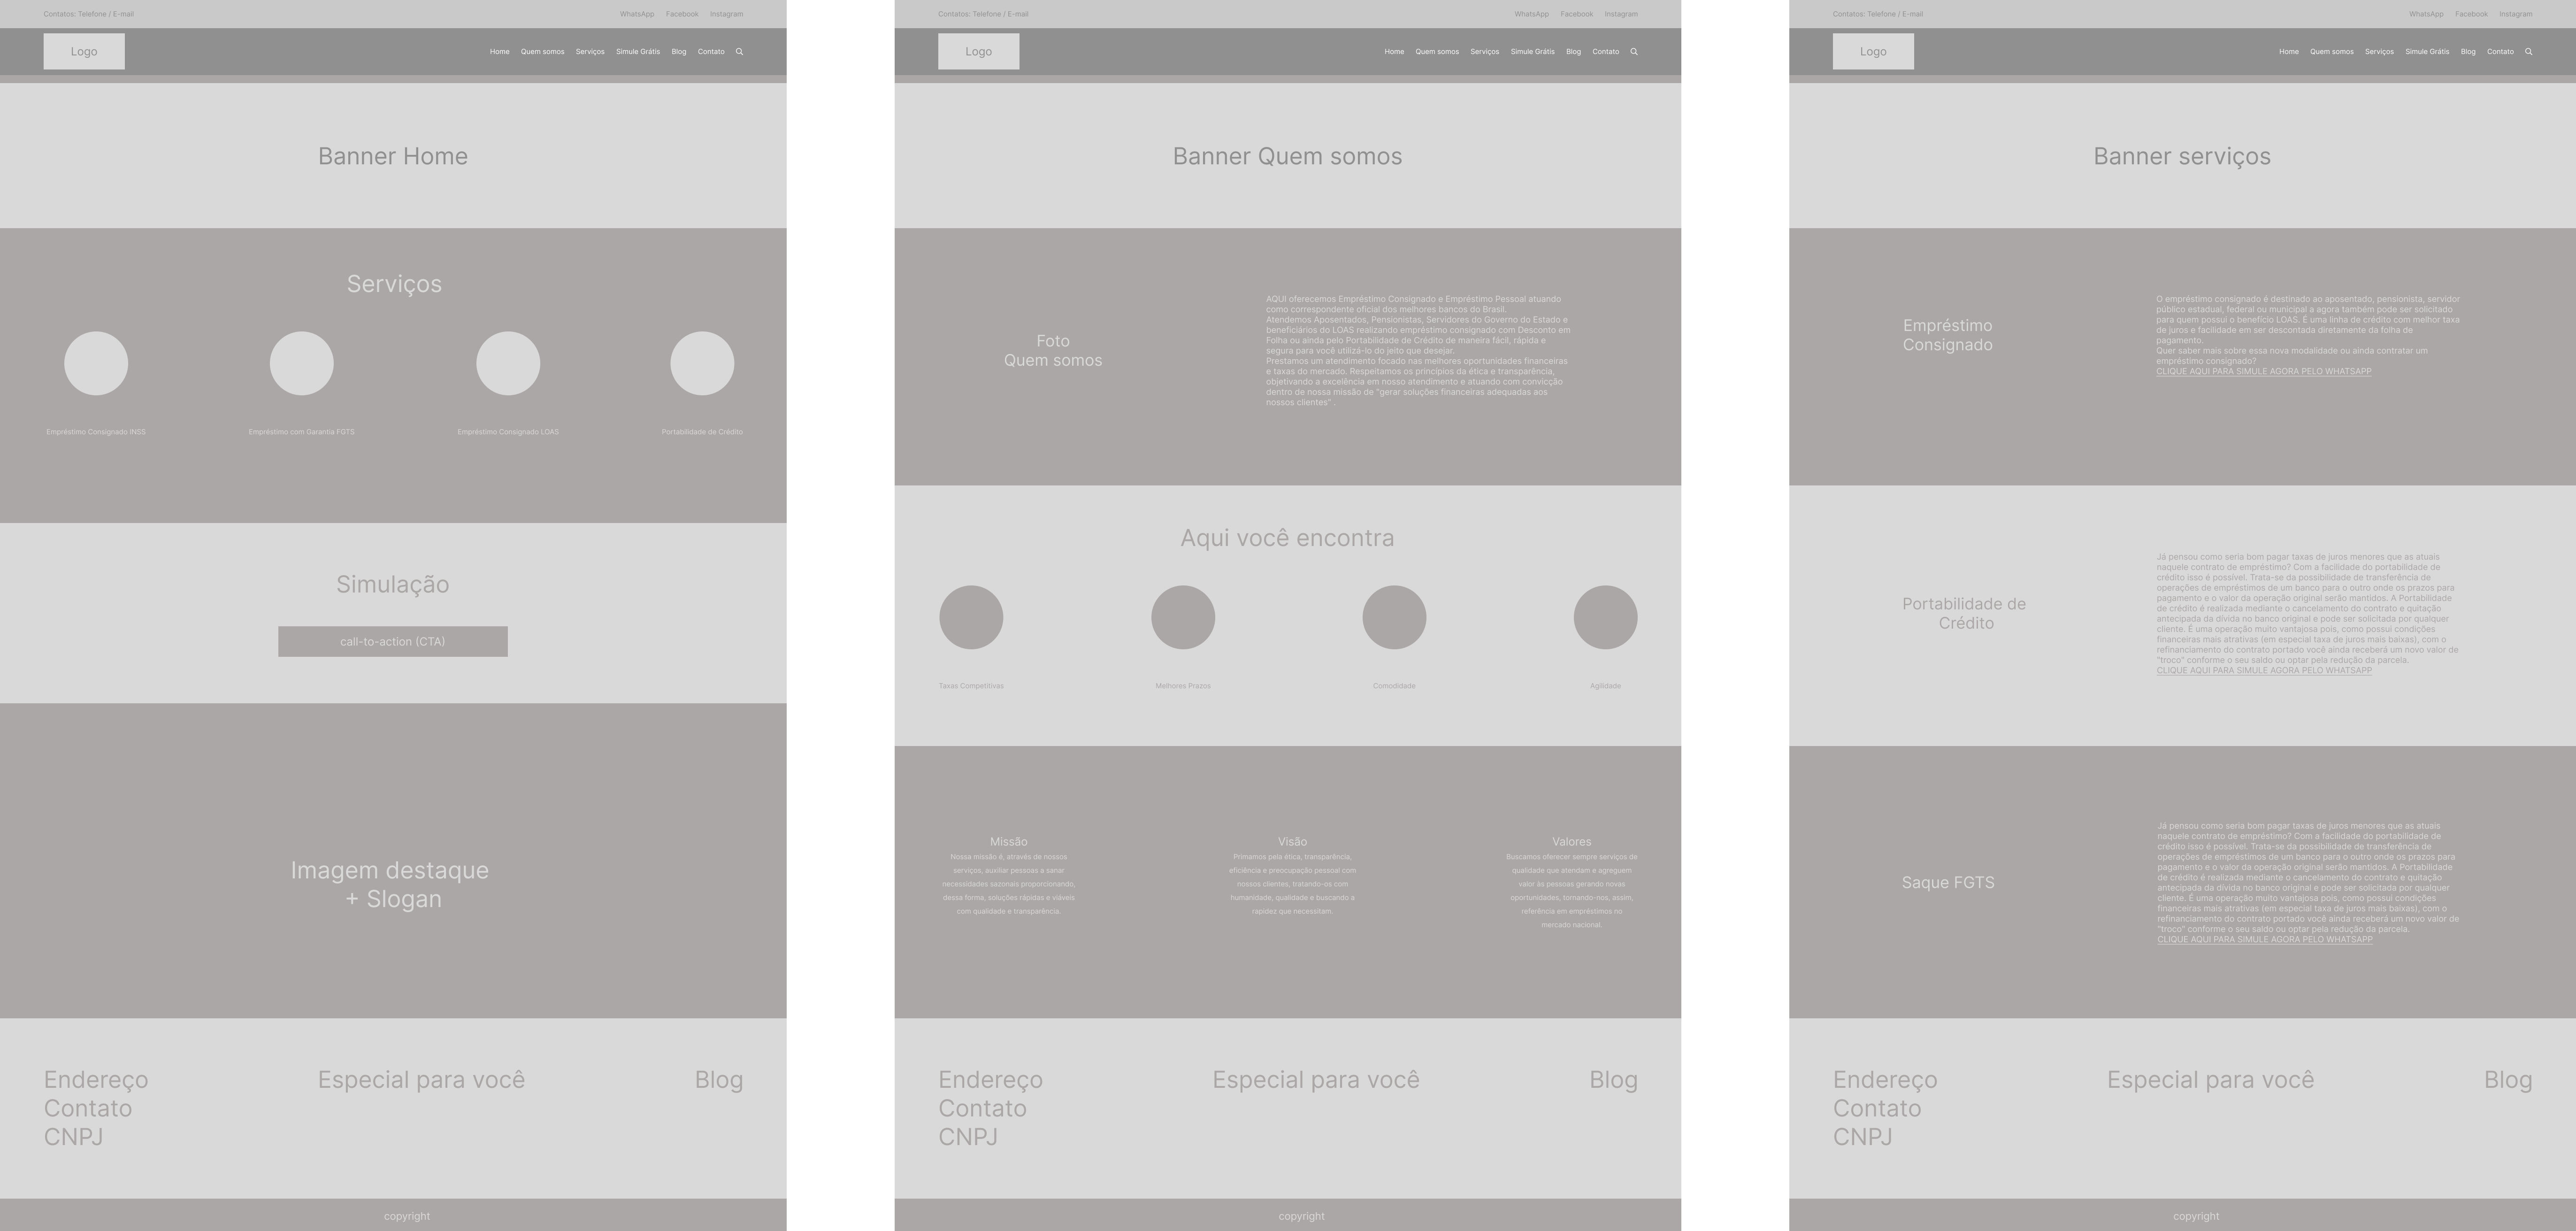 Contatos: Telefone / E-mail
WhatsApp Facebook Instagram
Logo
Home Quem somos Serviços Simule Grátis Blog Contato
Banner Home
Serviços
Empréstimo Consignado INSS
Empréstimo com Garantia FGTS
Empréstimo Consignado LOAS
Portabilidade de Crédito
Simulação
call-to-action (CTA)
Imagem destaque
+ Slogan
Endereço
Contato
CNPJ
Especial para você
Blog
copyright
Contatos: Telefone / E-mail
WhatsApp Facebook Instagram
Logo
Home Quem somos Serviços Simule Grátis Blog Contato
Banner Quem somos
Foto
Quem somos
AQUI oferecemos Empréstimo Consignado e Empréstimo Pessoal atuando
como correspondente oficial dos melhores bancos do Brasil.
Atendemos Aposentados, Pensionistas, Servidores do Governo do Estado e
beneficiários do LOAS realizando empréstimo consignado com Desconto em
Folha ou ainda pelo Portabilidade de Crédito de maneira fácil, rápida e
segura para você utilizá-lo do jeito que desejar.
Prestamos um atendimento focado nas melhores oportunidades financeiras
e taxas do mercado. Respeitamos os princípios da ética e transparência,
objetivando a excelência em nosso atendimento e atuando com convicção
dentro de nossa missão de "gerar soluções financeiras adequadas aos
nossos clientes" .
Aqui você encontra
Taxas Competitivas
Melhores Prazos
Comodidade
Agilidade
Missão
Nossa missão é, através de nossos
serviços, auxiliar pessoas a sanar
necessidades sazonais proporcionando,
dessa forma, soluções rápidas e viáveis
com qualidade e transparência.
Visão
Primamos pela ética, transparência,
eficiência e preocupação pessoal com
nossos clientes, tratando-os com
humanidade, qualidade e buscando a
rapidez que necessitam.
Valores
Buscamos oferecer sempre serviços de
qualidade que atendam e agreguem
valor às pessoas gerando novas
oportunidades, tornando-nos, assim,
referência em empréstimos no
mercado nacional.
Endereço
Contato
CNPJ
Especial para você
Blog
copyright
Contatos: Telefone / E-mail
WhatsApp Facebook Instagram
Logo
Home Quem somos Serviços Simule Grátis Blog Contato
Banner serviços
Empréstimo
Consignado
O empréstimo consignado é destinado ao aposentado, pensionista, servidor
público estadual, federal ou municipal a agora também pode ser solicitado
para quem possui o benefício LOAS. É uma linha de crédito com melhor taxa
de juros e facilidade em ser descontada diretamente da folha de
pagamento.
Quer saber mais sobre essa nova modalidade ou ainda contratar um
empréstimo consignado?
CLIQUE AQUI PARA SIMULE AGORA PELO WHATSAPP
Portabilidade de
Crédito
Já pensou como seria bom pagar taxas de juros menores que as atuais
naquele contrato de empréstimo? Com a facilidade do portabilidade de
crédito isso é possível. Trata-se da possibilidade de transferência de
operações de empréstimos de um banco para o outro onde os prazos para
pagamento e o valor da operação original serão mantidos. A Portabilidade
de crédito é realizada mediante o cancelamento do contrato e quitação
antecipada da dívida no banco original e pode ser solicitada por qualquer
cliente. É uma operação muito vantajosa pois, como possui condições
financeiras mais atrativas (em especial taxa de juros mais baixas), com o
refinanciamento do contrato portado você ainda receberá um novo valor de
"troco" conforme o seu saldo ou optar pela redução da parcela.
CLIQUE AQUI PARA SIMULE AGORA PELO WHATSAPP
Saque FGTS
Já pensou como seria bom pagar taxas de juros menores que as atuais
naquele contrato de empréstimo? Com a facilidade do portabilidade de
crédito isso é possível. Trata-se da possibilidade de transferência de
operações de empréstimos de um banco para o outro onde os prazos para
pagamento e o valor da operação original serão mantidos. A Portabilidade
de crédito é realizada mediante o cancelamento do contrato e quitação
antecipada da dívida no banco original e pode ser solicitada por qualquer
cliente. É uma operação muito vantajosa pois, como possui condições
financeiras mais atrativas (em especial taxa de juros mais baixas), com o
refinanciamento do contrato portado você ainda receberá um novo valor de
"troco" conforme o seu saldo ou optar pela redução da parcela.
CLIQUE AQUI PARA SIMULE AGORA PELO WHATSAPP
Endereço
Contato
CNPJ
Especial para você
Blog
copyright